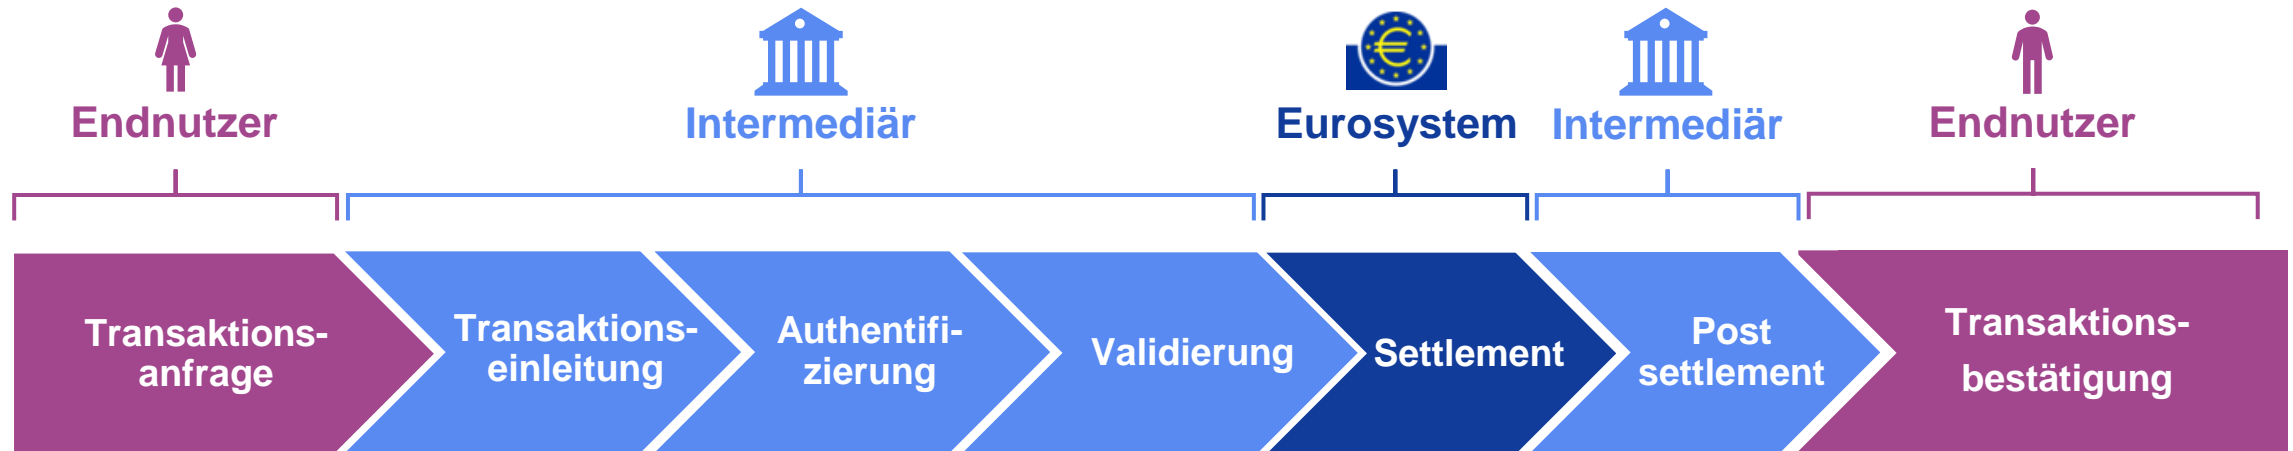 Endnutzer
Intermediär
Eurosystem
Intermediär
Endnutzer
Transaktions-
anfrage
Transaktions-
einleitung
Authentifi-
zierung
Validierung
Settlement
Post
settlement
Transaktions-
bestätigung